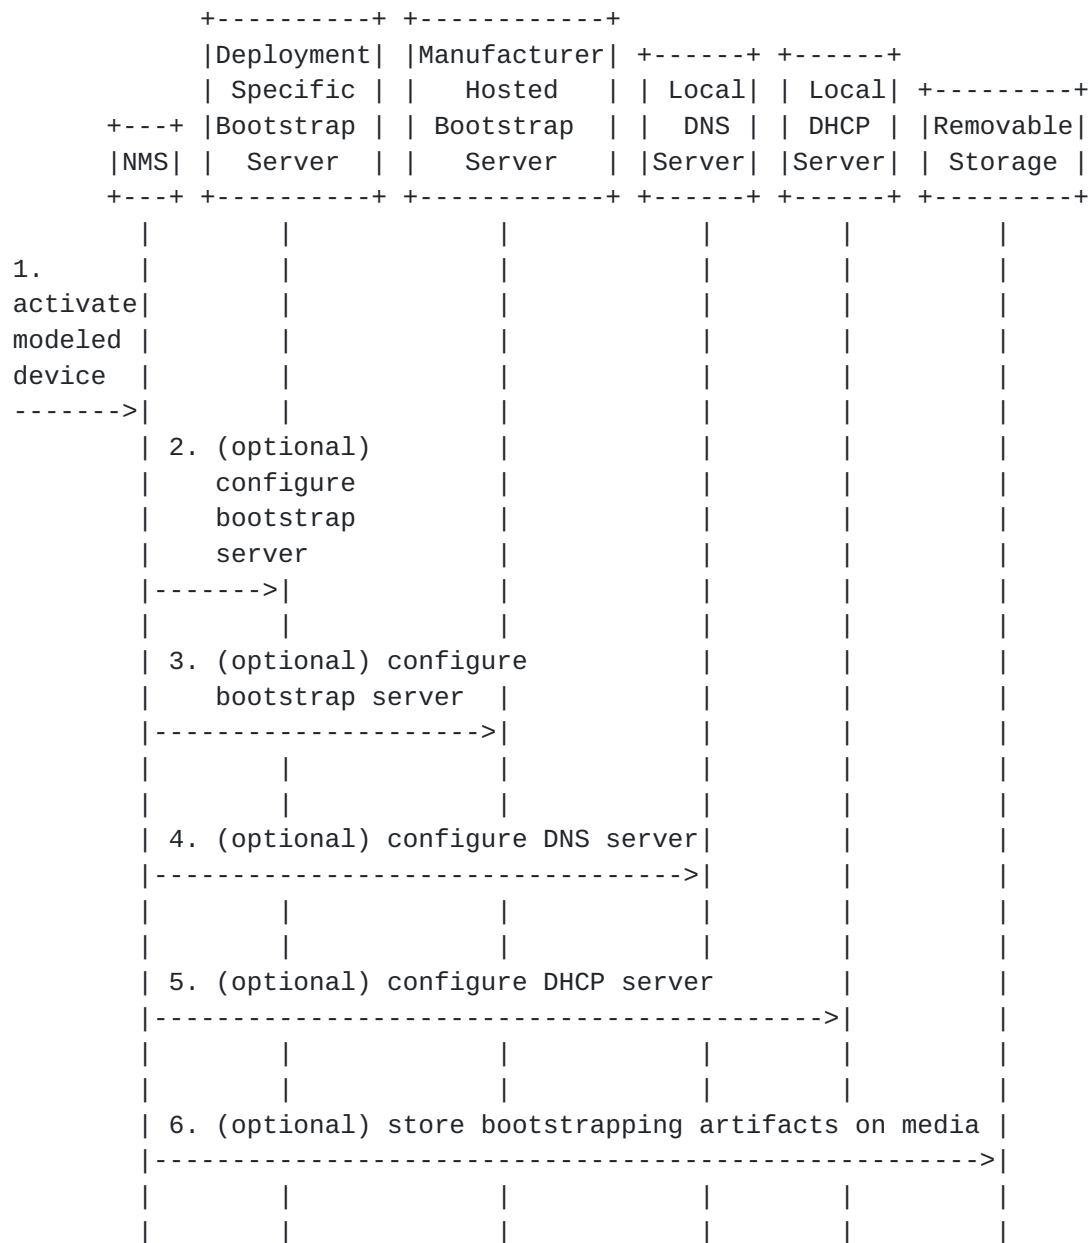 +----------+ +------------+
            |Deployment| |Manufacturer| +------+ +------+
            | Specific | |   Hosted   | | Local| | Local| +---------+
      +---+ |Bootstrap | | Bootstrap  | |  DNS | | DHCP | |Removable|
      |NMS| |  Server  | |   Server   | |Server| |Server| | Storage |
      +---+ +----------+ +------------+ +------+ +------+ +---------+
        |        |             |            |        |         |
1.      |        |             |            |        |         |
activate|        |             |            |        |         |
modeled |        |             |            |        |         |
device  |        |             |            |        |         |
------->|        |             |            |        |         |
        | 2. (optional)        |            |        |         |
        |    configure         |            |        |         |
        |    bootstrap         |            |        |         |
        |    server            |            |        |         |
        |------->|             |            |        |         |
        |        |             |            |        |         |
        | 3. (optional) configure           |        |         |
        |    bootstrap server  |            |        |         |
        |--------------------->|            |        |         |
        |        |             |            |        |         |
        |        |             |            |        |         |
        | 4. (optional) configure DNS server|        |         |
        |---------------------------------->|        |         |
        |        |             |            |        |         |
        |        |             |            |        |         |
        | 5. (optional) configure DHCP server        |         |
        |------------------------------------------->|         |
        |        |             |            |        |         |
        |        |             |            |        |         |
        | 6. (optional) store bootstrapping artifacts on media |
        |----------------------------------------------------->|
        |        |             |            |        |         |
        |        |             |            |        |         |